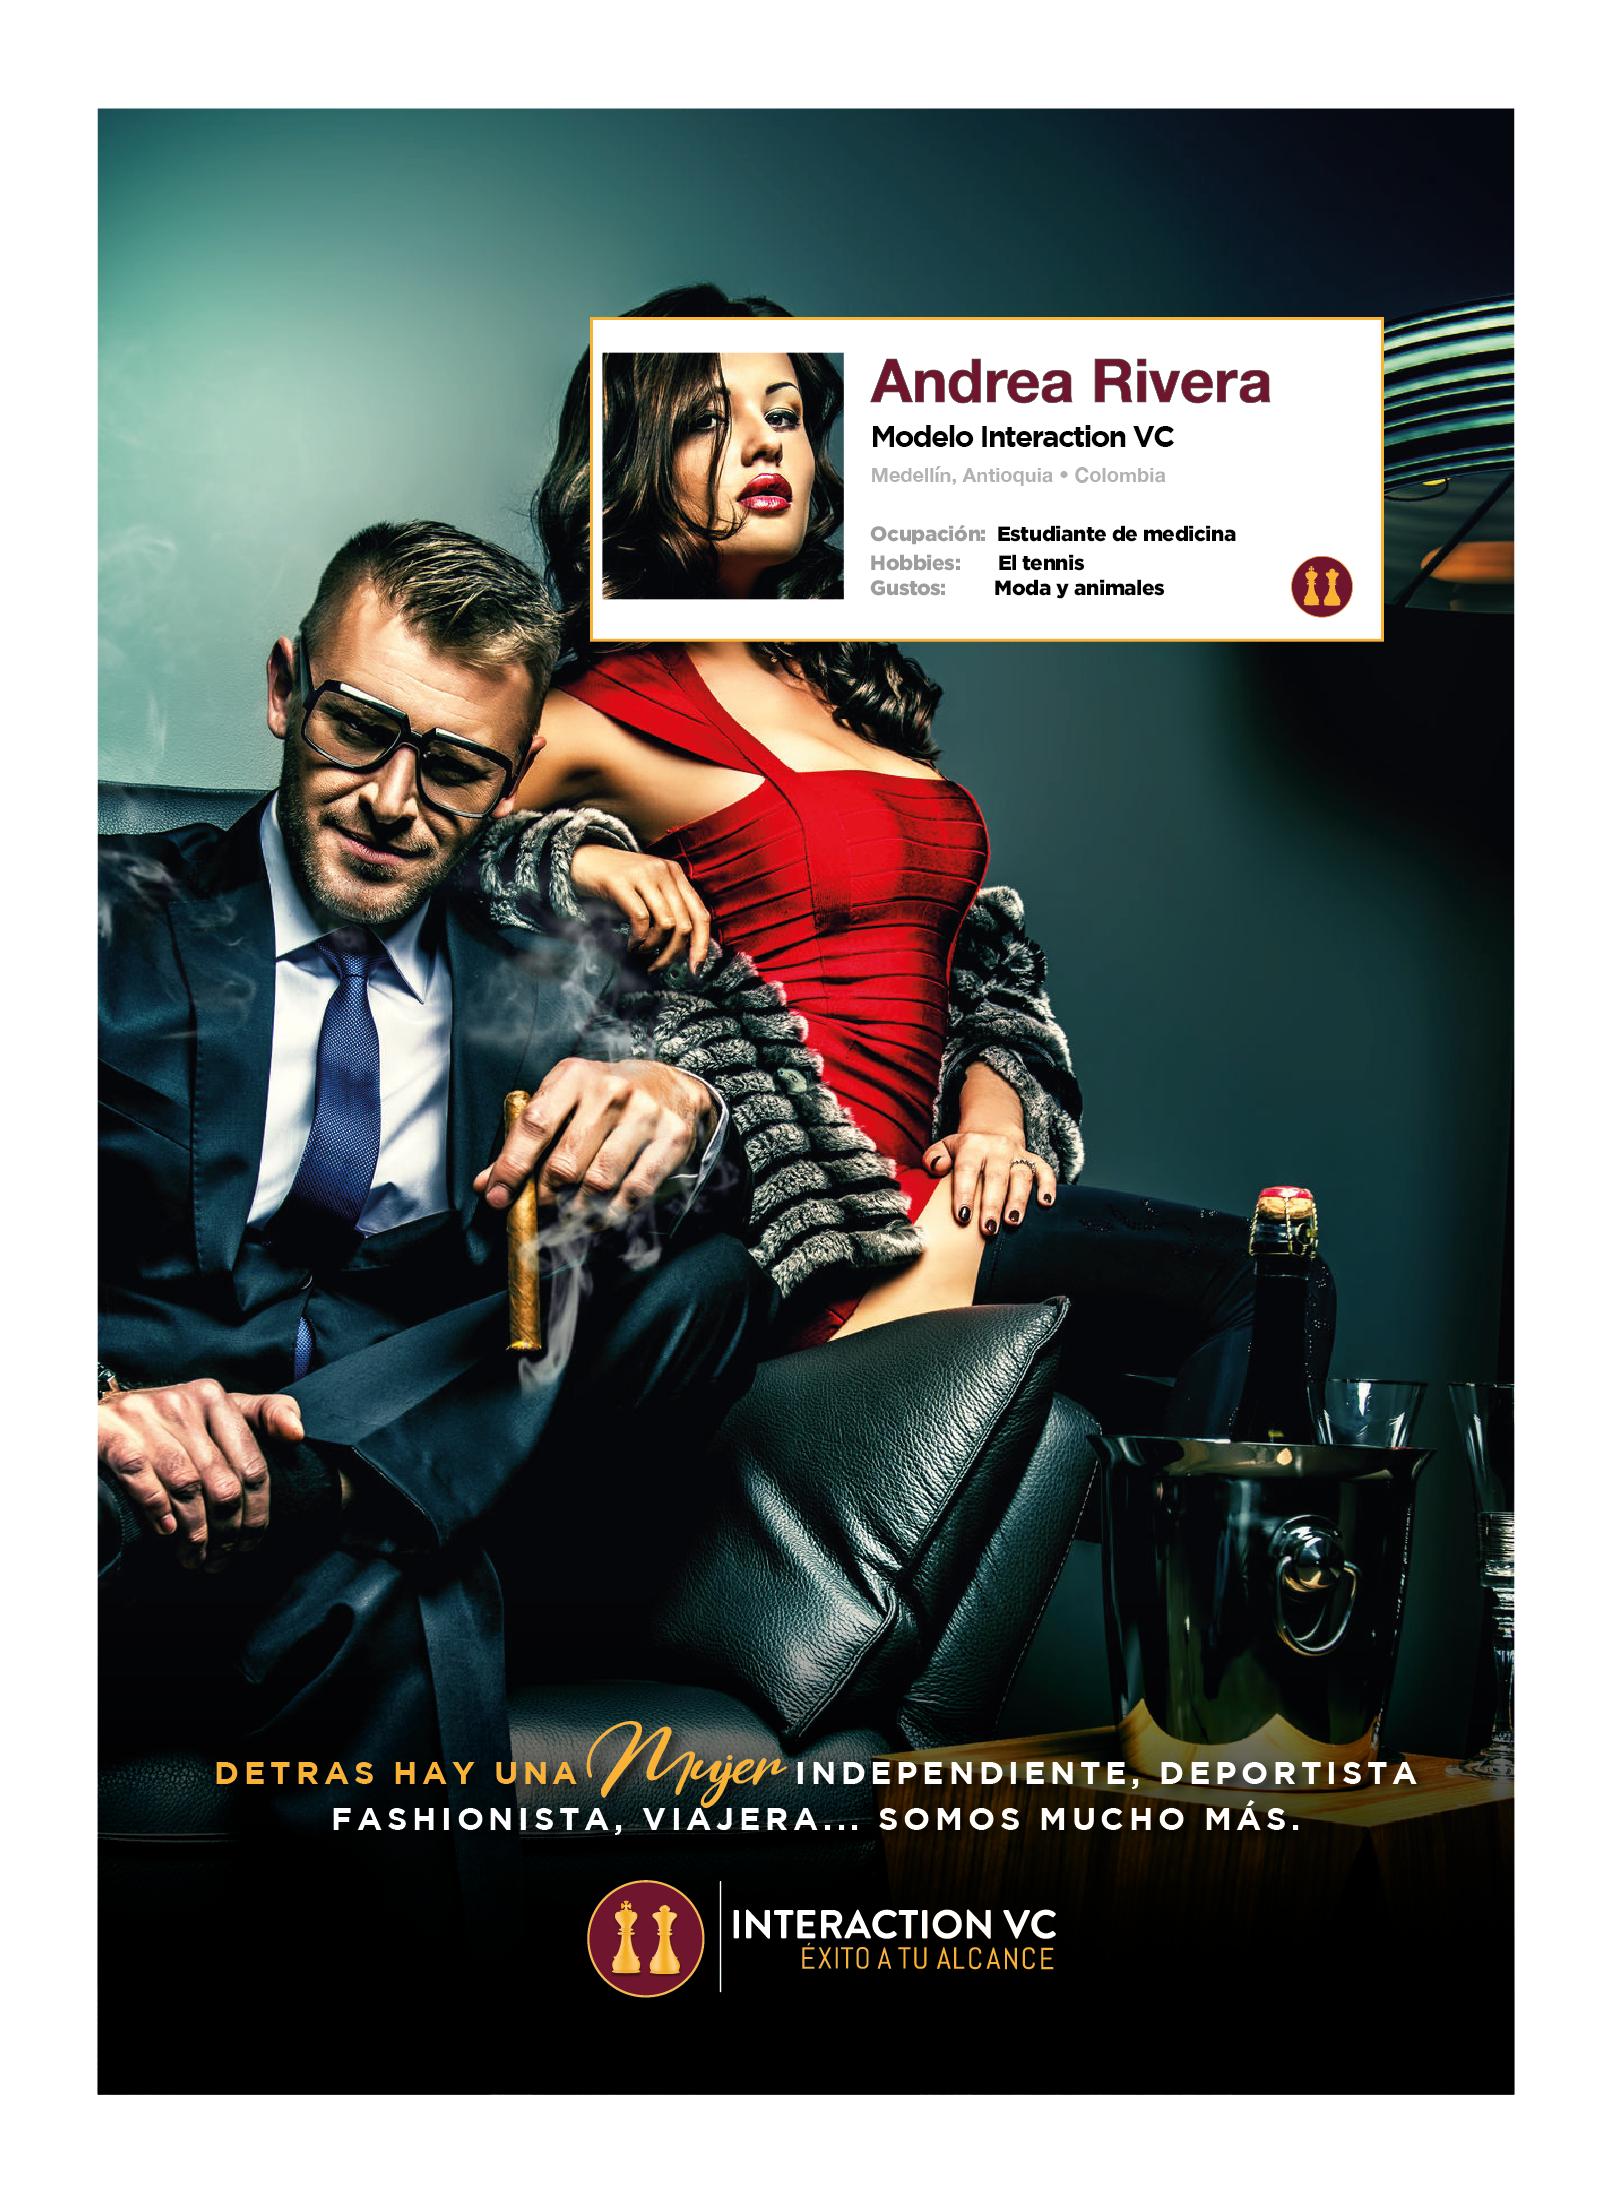 Andrea Rivera
Modelo Interaction VC
Medellín, Antioquia • Colombia
Ocupación: Estudiante de medicina
Hobbies: El tennis
Gustos: Moda y animales
DETRAS HAY UNA Mujer INDEPENDIENTE, DEPORTISTA
FASHIONISTA, VIAJERA... SOMOS MUCHO MÁS.
INTERACTION VC
ÉXITO A TU ALCANCE